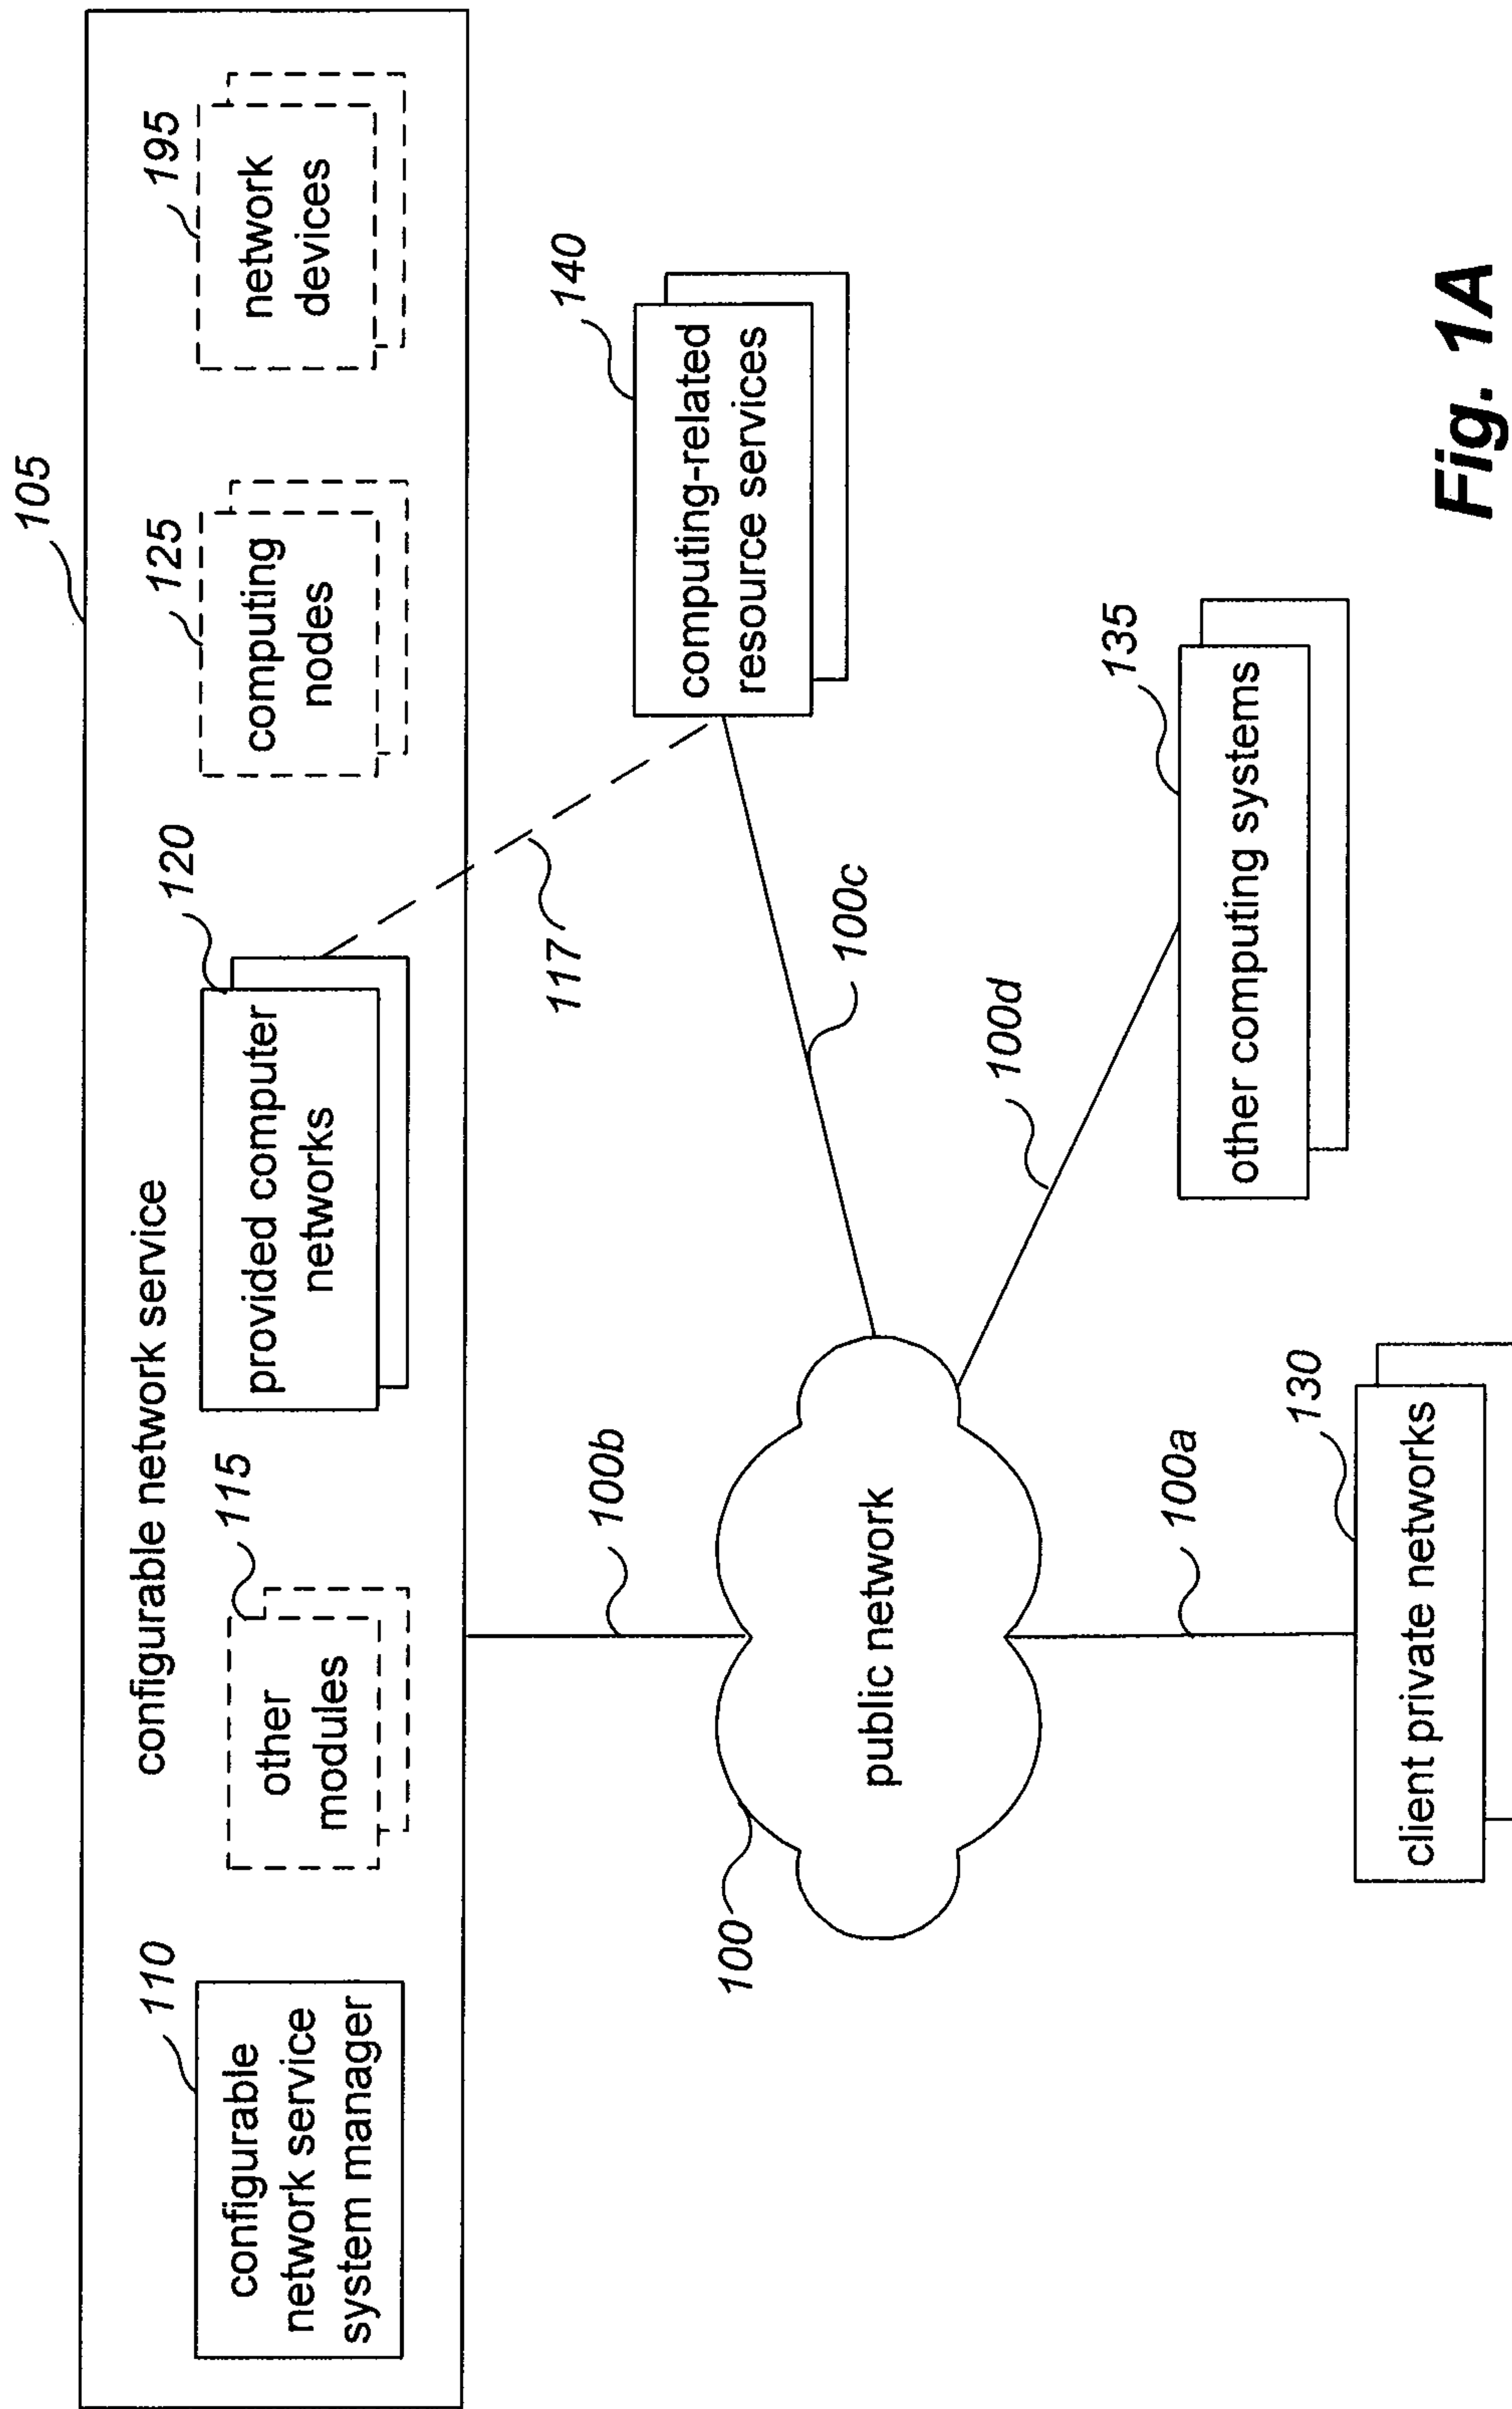 105
configurable network service
110
configurable
network service
system manager
115
other
modules
120
provided computer
networks
125
computing
nodes
195
network
devices
117
140
computing-related
resource services
100b
100c
100
public network
100d
135
other computing systems
100a
130
client private networks
Fig. 1A